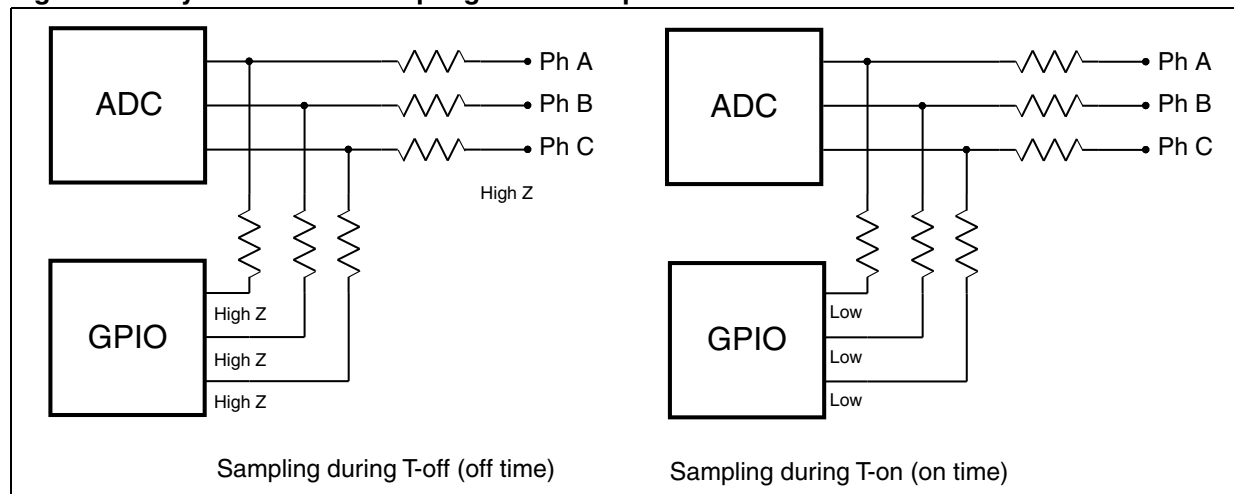 ADC
Ph A
Ph B
Ph C
High Z
GPIO
High Z
High Z
High Z
Sampling during T-off (off time)
ADC
Ph A
Ph B
Ph C
GPIO
Low
Low
Low
Sampling during T-on (on time)